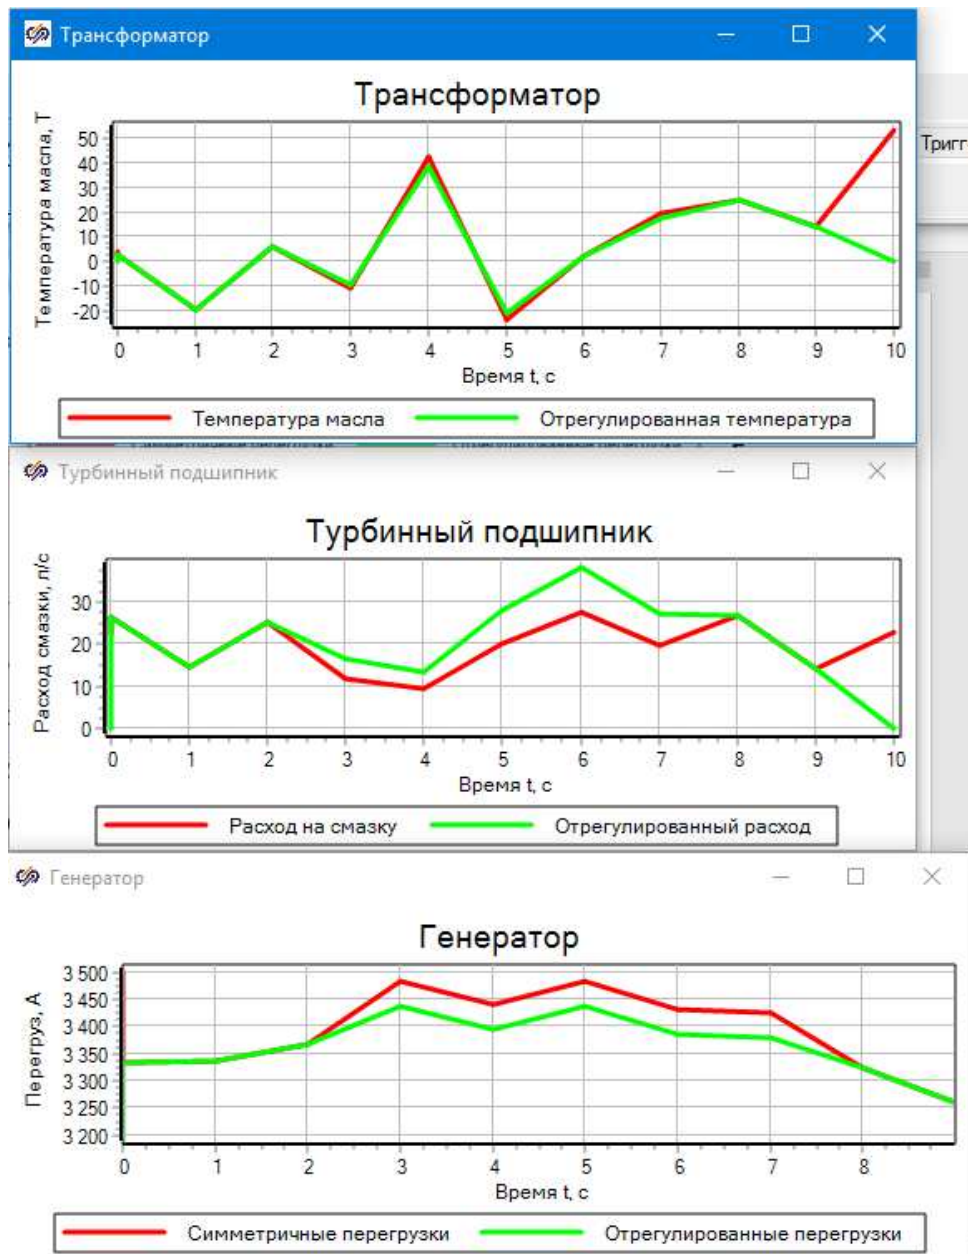 Трансформатор
Трансформатор
Температура масла, Т
50
40
30
20
10
0
-10
-20
0 1 2 3 4 5 6 7 8 9 10
Время t, с
Температура масла Отрегулированная температура
Тригг
Турбинный подшипник
Турбинный подшипник
Расход смазки, л/с
30
20
10
0
0 1 2 3 4 5 6 7 8 9 10
Время t, с
Расход на смазку Отрегулированный расход
Генератор
Генератор
Перегруз, А
3 500
3 450
3 400
3 350
3 300
3 250
3 200
0 1 2 3 4 5 6 7 8
Время t, с
Симметричные перегрузки Отрегулированные перегрузки